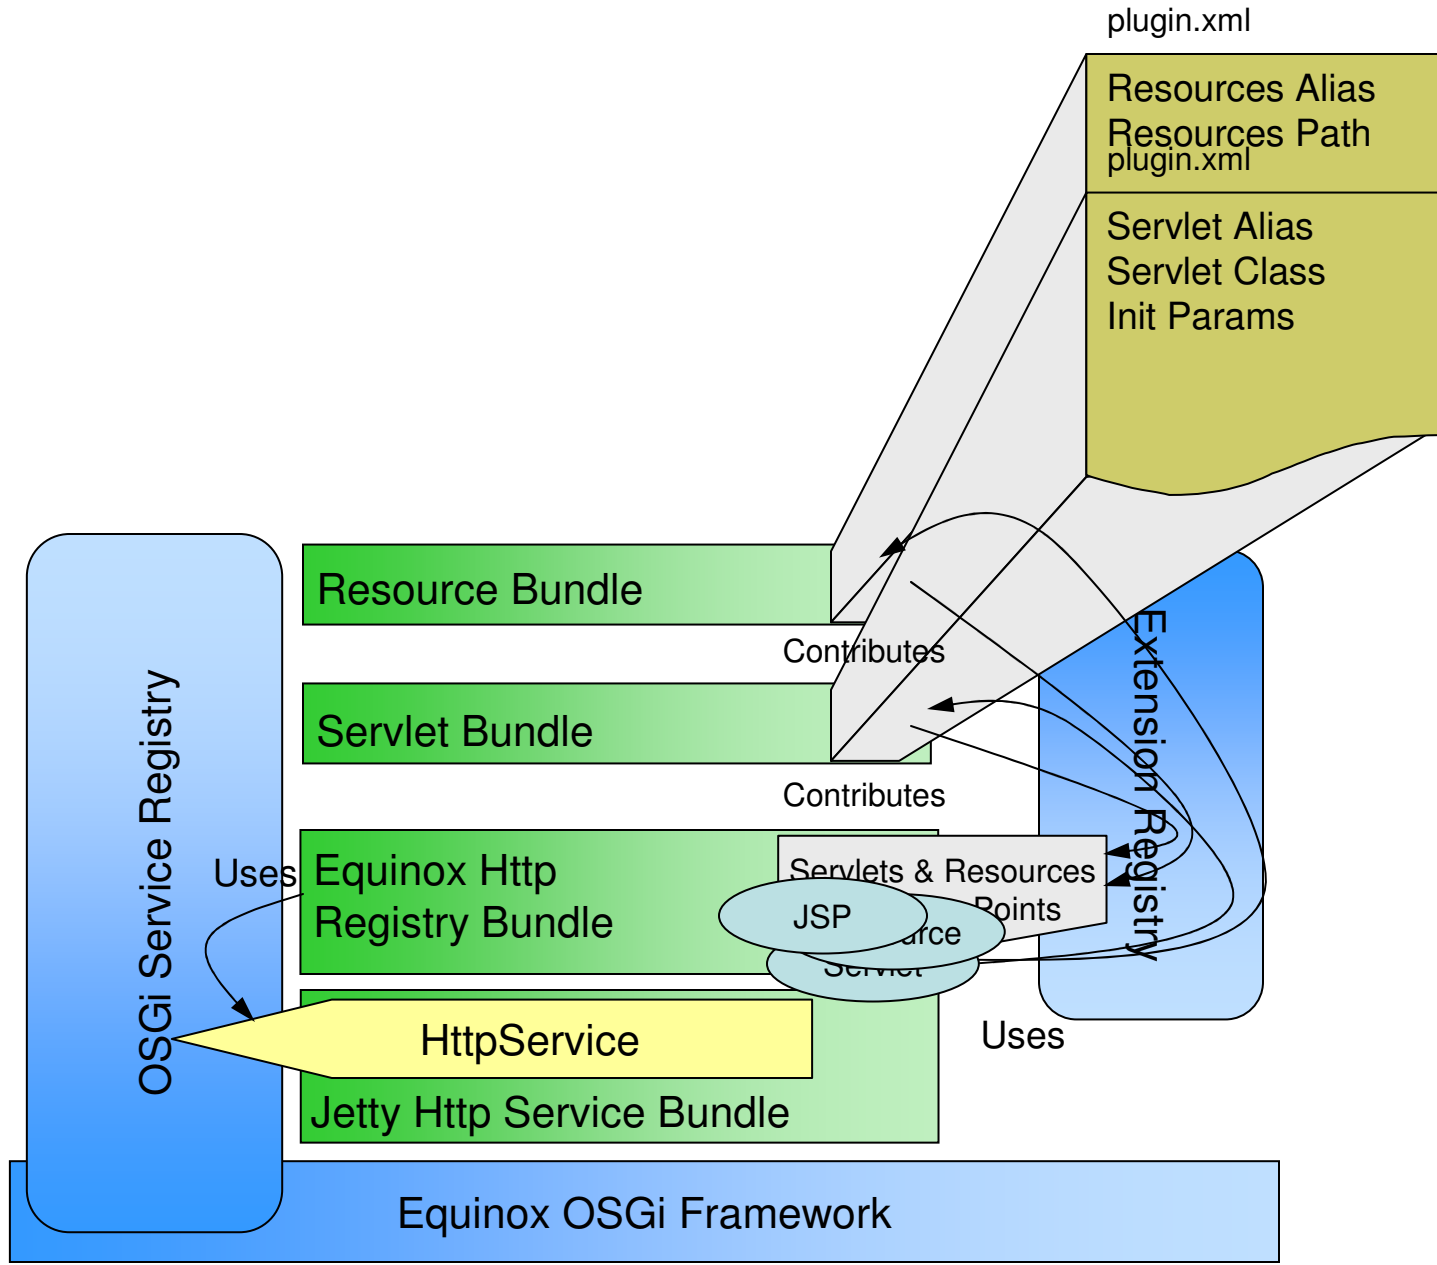 plugin.xml
Resources Alias
Resources Path
plugin.xml
Servlet Alias
Servlet Class
Init Params
Resource Bundle
Contributes
Servlet Bundle
Contributes
Extension Registry
OSGi Service Registry
Uses
Equinox Http
Registry Bundle
Servlets & Resources
Points
JSP
urce
Servlet
HttpService
Uses
Jetty Http Service Bundle
Equinox OSGi Framework